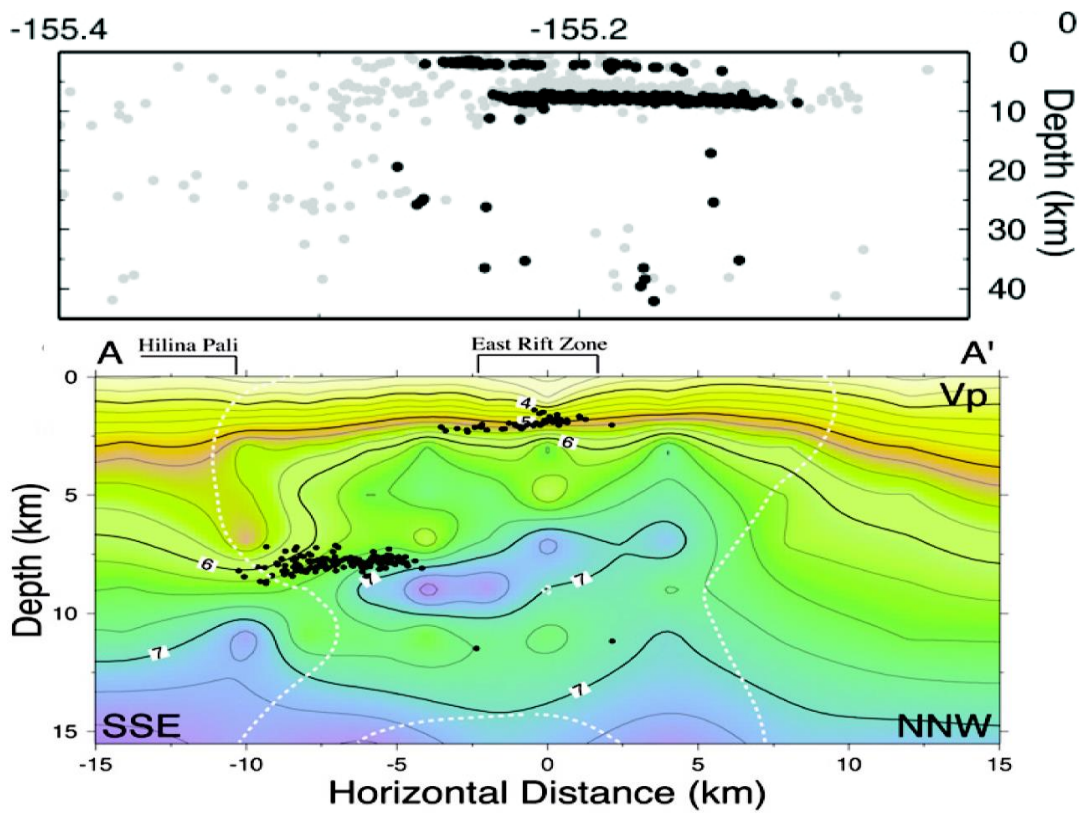 -155.4 -155.2 0
0
10
20
30
40
Depth (km)
A Hilina Pali East Rift Zone A'
Vp
0
5
10
15
Depth (km)
4
5
6
6
7
7
7
7
SSE NNW
-15 -10 -5 0 5 10 15
Horizontal Distance (km)